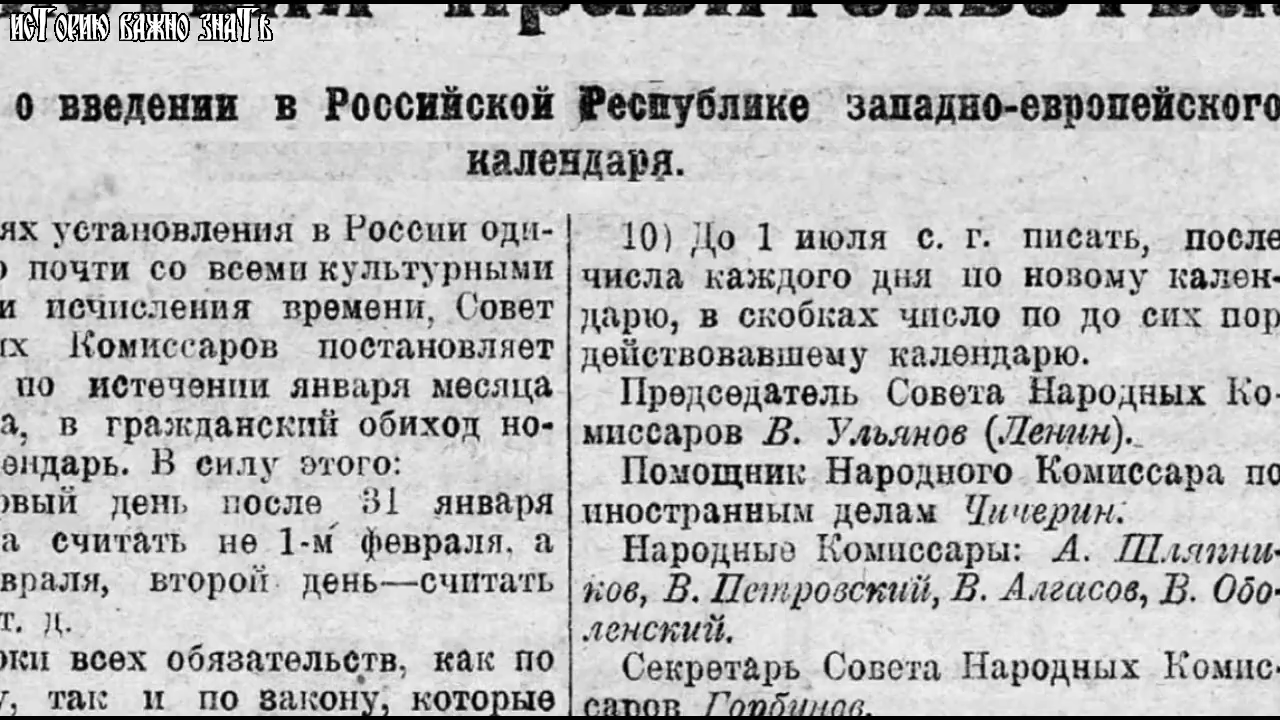 ИСТОРИЮ ВАЖНО ЗНАТЬ
о введении в Российской Республике западно-европейского
календаря.
ях установления в России оди-
почти со всеми культурными
и исчисления времени, Совет
х Комиссаров постановляет
по истечении января месяца
а, в гражданский обиход но-
ендарь. В силу этого:
рвый день после 31 января
а считать не 1-м февраля, а
враля, второй день—считать
т. д.
оки всех обязательств, как по
у, так и по закону, которые
10) До 1 июля с. г. писать, после
числа каждого дня по новому кален-
дарю, в скобках число по до сих пор
действовавшему календарю.
Председатель Совета Народных Ко-
миссаров В. Ульянов (Ленин).
Помощник Народного Комиссара по
иностранным делам Чичерин.
Народные Комиссары: А. Шляпни-
ков, В. Петровский, В. Алгасов, В. Обо-
ленский.
Секретарь Совета Народных Комис-
саров Горбунов.